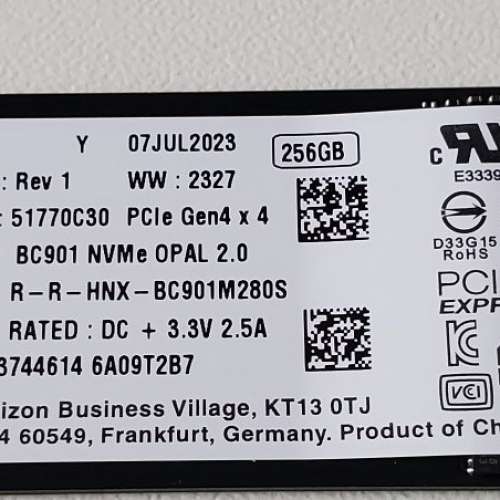 Y 07JUL2023 256GB
: Rev 1 WW : 2327
c E3339
: 51770C30 PCIe Gen4 x 4
D33G15
RoHS
BC901 NVMe OPAL 2.0
R-R-HNX-BC901M280S
PCI
EXPR
RATED : DC + 3.3V 2.5A
3744614 6A09T2B7
VCCI
izon Business Village, KT13 0TJ
4 60549, Frankfurt, Germany. Product of Ch